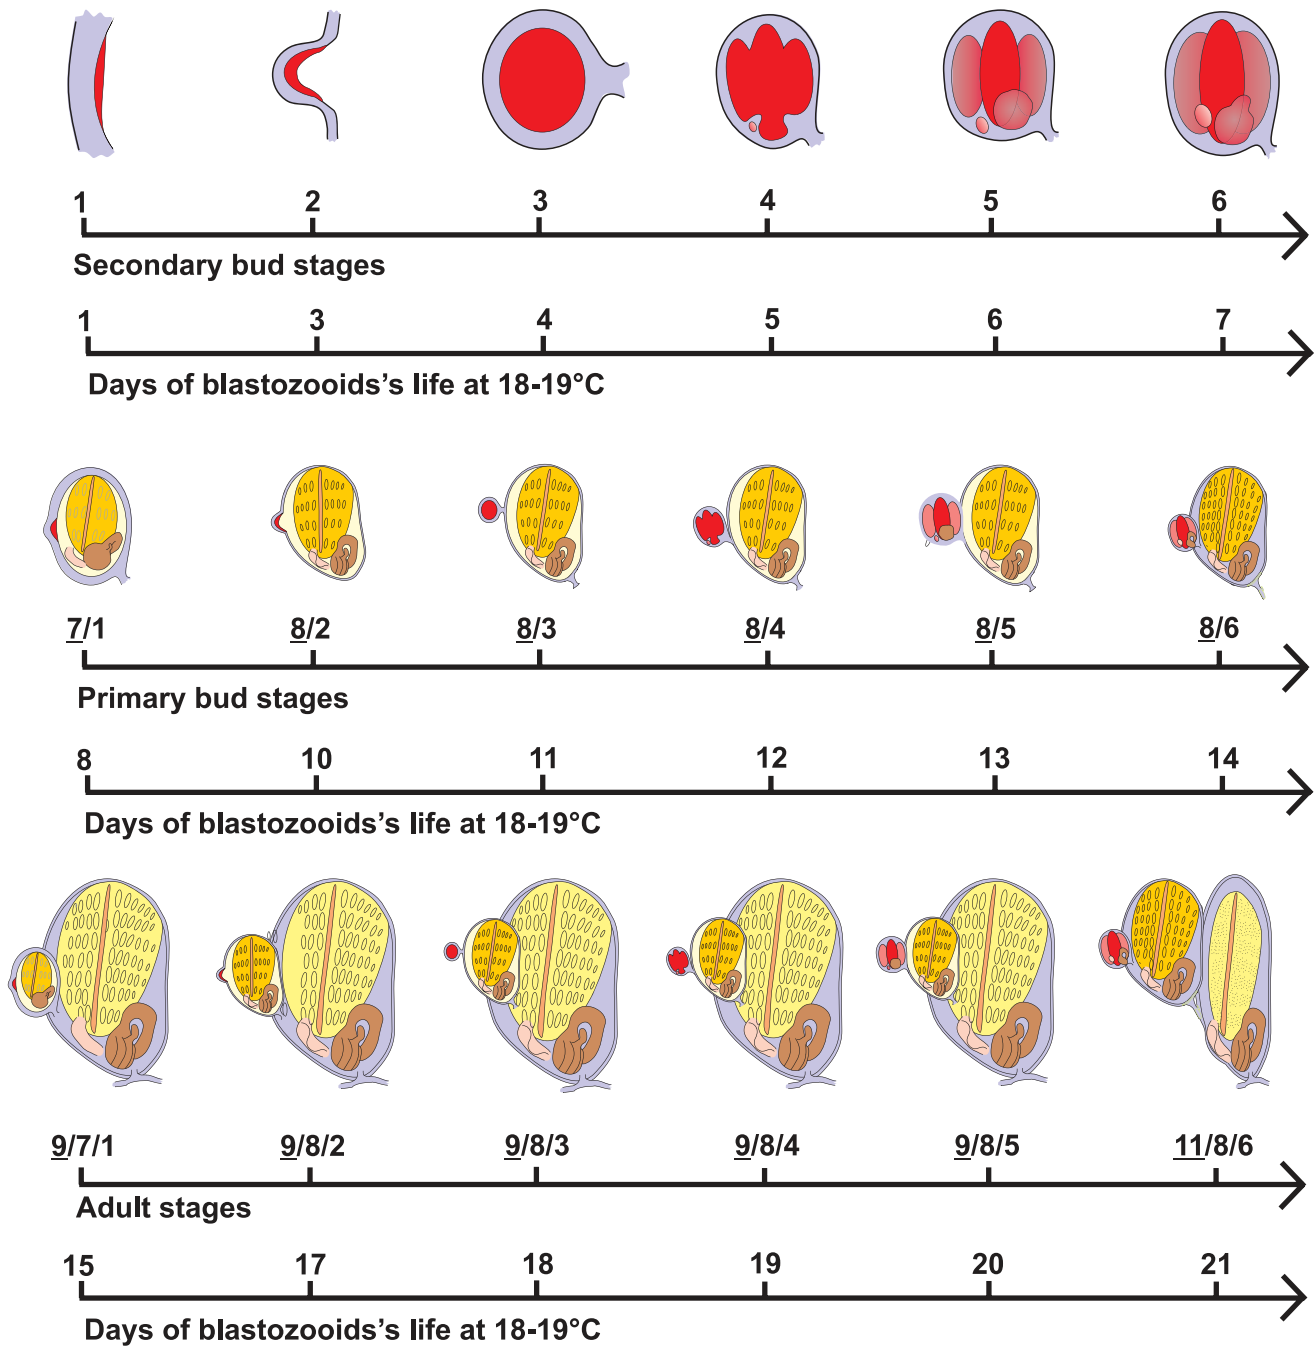 1 2 3 4 5 6
Secondary bud stages
1 3 4 5 6 7
Days of blastozooids's life at 18-19°C
7/1 8/2 8/3 8/4 8/5 8/6
Primary bud stages
8 10 11 12 13 14
Days of blastozooids's life at 18-19°C
9/7/1 9/8/2 9/8/3 9/8/4 9/8/5 11/8/6
Adult stages
15 17 18 19 20 21
Days of blastozooids's life at 18-19°C